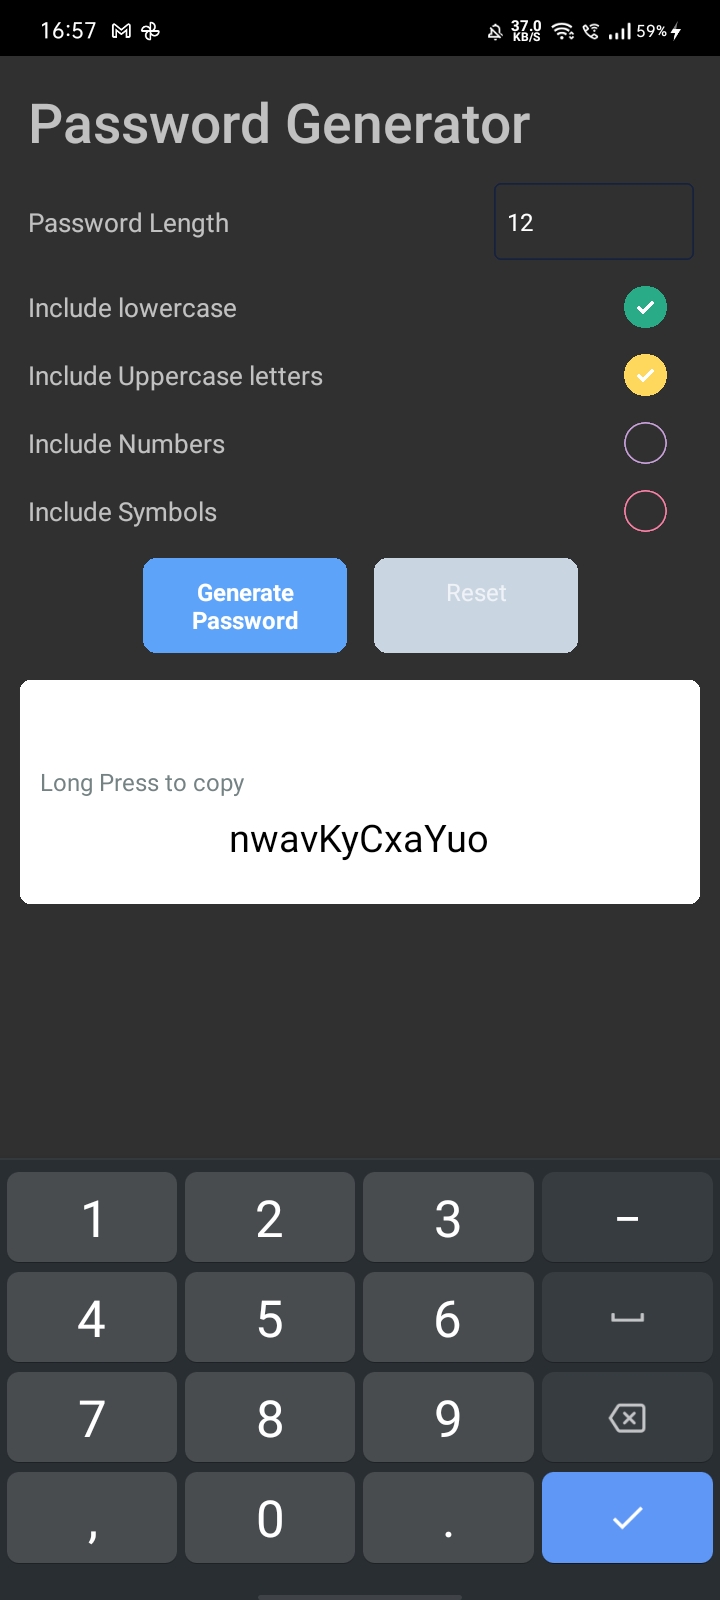 16:57 37.0 KB/S 59%
Password Generator
Password Length 12
Include lowercase
Include Uppercase letters
Include Numbers
Include Symbols
Generate Password Reset
Long Press to copy
nwavKyCxaYuo
1 2 3 –
4 5 6
7 8 9
, 0 .